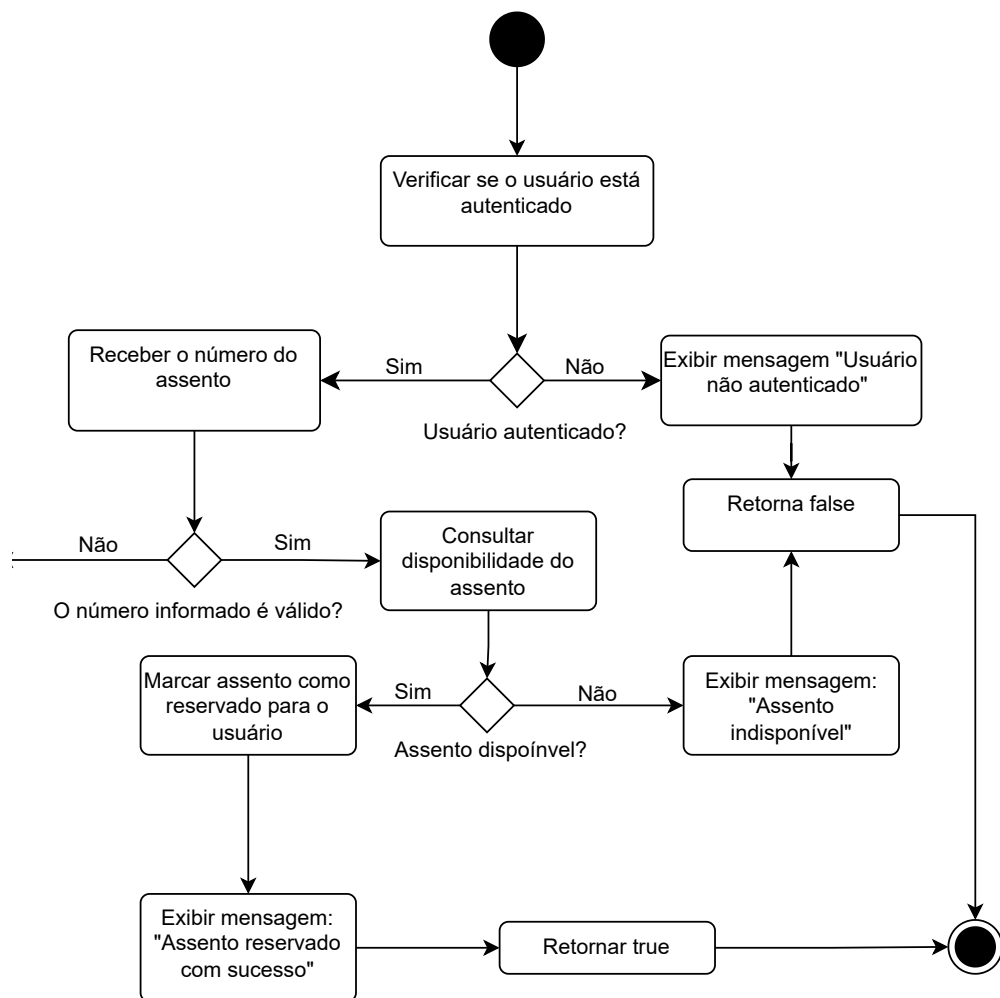 Verificar se o usuário está
autenticado
Receber o número do
assento
Sim
Não
Exibir mensagem "Usuário
não autenticado"
Usuário autenticado?
Retorna false
Não
Sim
Consultar
disponibilidade do
assento
O número informado é válido?
Marcar assento como
reservado para o
usuário
Sim
Não
Exibir mensagem:
"Assento
indisponível"
Assento dispoínvel?
Exibir mensagem:
"Assento reservado
com sucesso"
Retornar true